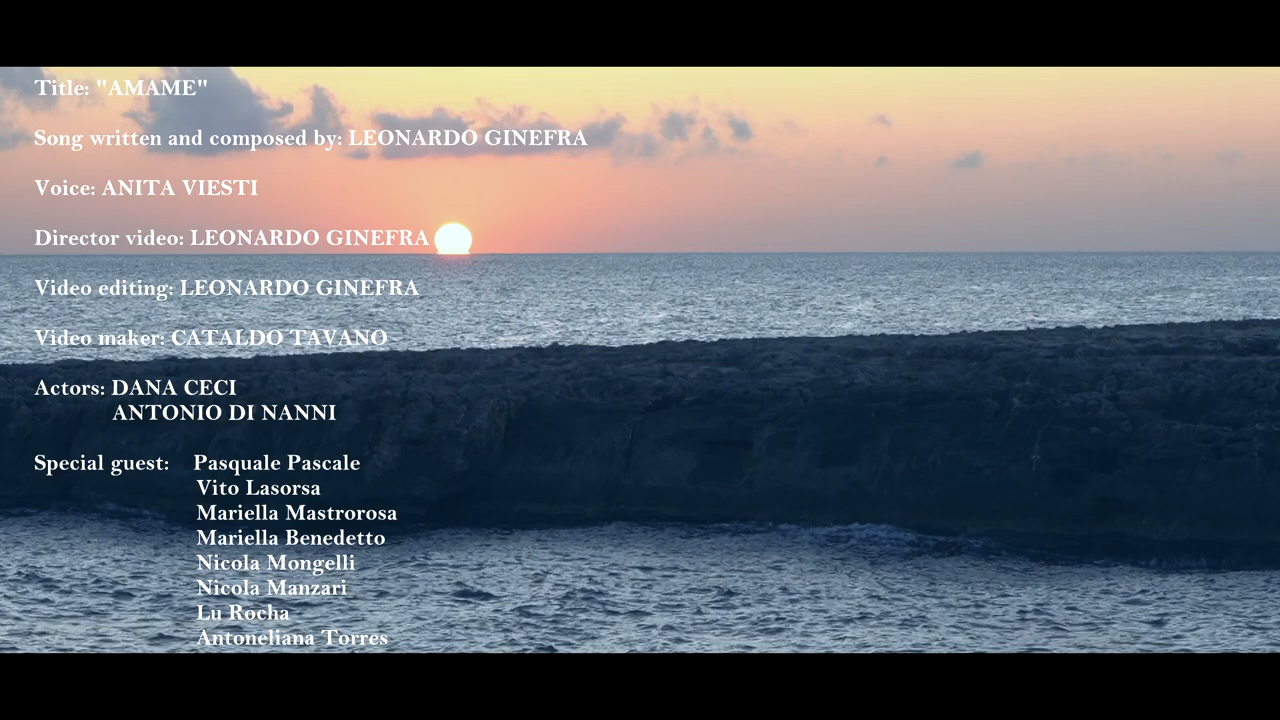 Title: "AMAME"
Song written and composed by: LEONARDO GINEFRA
Voice: ANITA VIESTI
Director video: LEONARDO GINEFRA
Video editing: LEONARDO GINEFRA
Video maker: CATALDO TAVANO
Actors: DANA CECI
ANTONIO DI NANNI
Special guest: Pasquale Pascale
Vito Lasorsa
Mariella Mastrorosa
Mariella Benedetto
Nicola Mongelli
Nicola Manzari
Lu Rocha
Antoneliana Torres